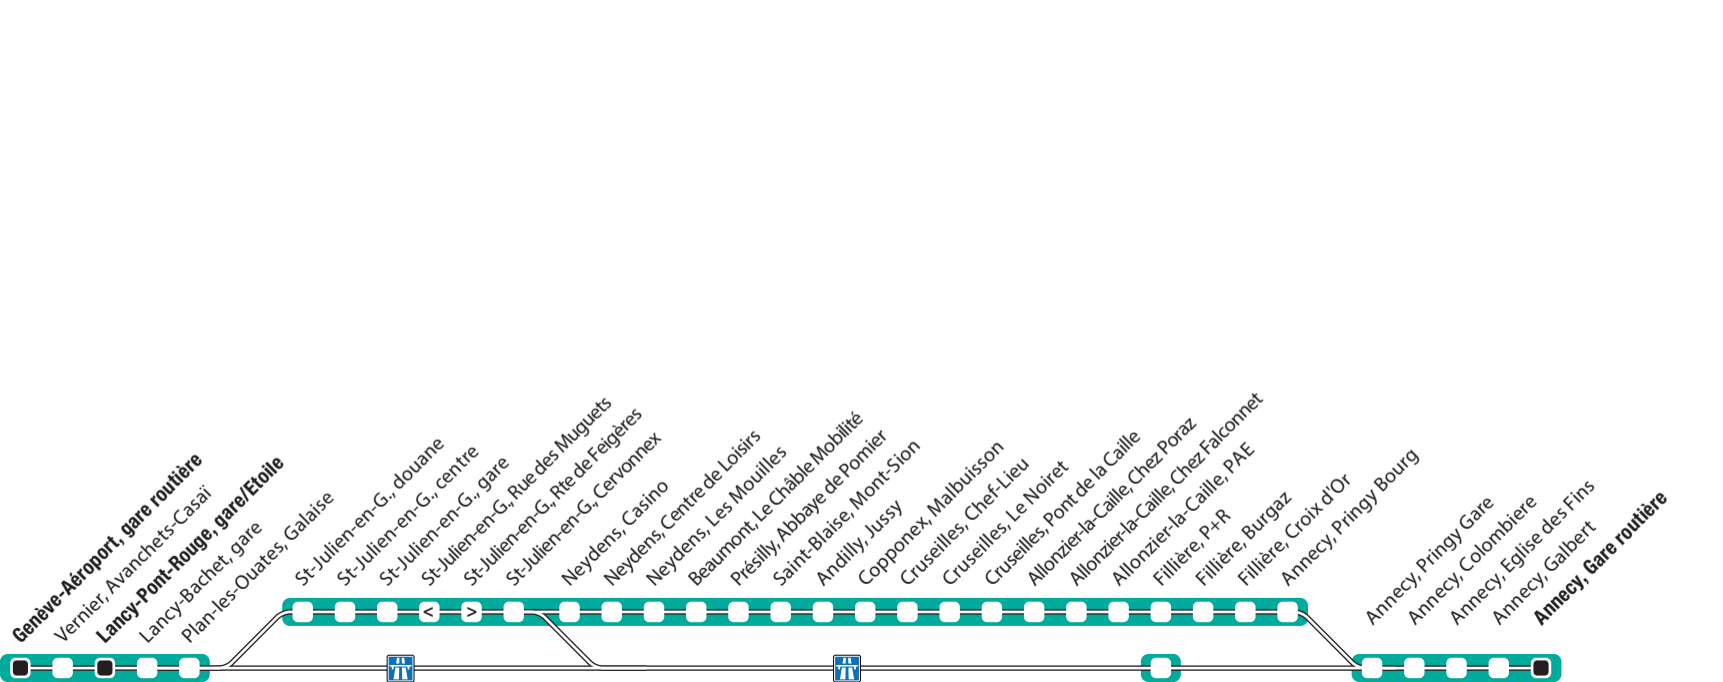 Genève-Aéroport, gare routière
Vernier, Avanchets-Casaï
Lancy-Pont-Rouge, gare/Etoile
Lancy-Bachet, gare
Plan-les-Ouates, Galaise
St-Julien-en-G., douane
St-Julien-en-G., centre
St-Julien-en-G., gare
St-Julien-en-G, Rue des Muguets
St-Julien-en-G, Rte de Feigères
St-Julien-en-G, Cervonnex
Neydens, Casino
Neydens, Centre de Loisirs
Neydens, Les Mouilles
Beaumont, Le Châble Mobilité
Présilly, Abbaye de Pomier
Saint-Blaise, Mont-Sion
Andilly, Jussy
Copponex, Malbuisson
Cruseilles, Chef-Lieu
Cruseilles, Le Noiret
Cruseilles, Pont de la Caille
Allonzier-la-Caille, Chez Poraz
Allonzier-la-Caille, Chez Falconnet
Allonzier-la-Caille, PAE
Fillière, P+R
Fillière, Burgaz
Fillière, Croix d'Or
Annecy, Pringy Bourg
Annecy, Pringy Gare
Annecy, Colombière
Annecy, Eglise des Fins
Annecy, Galbert
Annecy, Gare routière
<
>